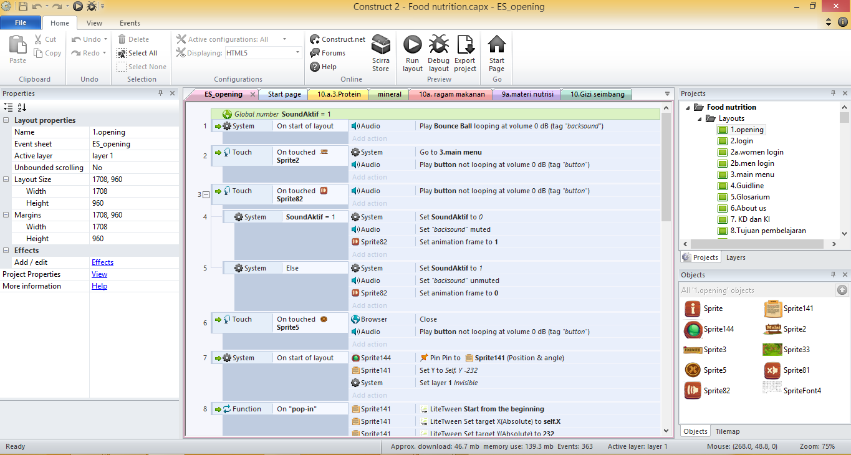 Construct 2 - Food nutrition.capx - ES_opening
File Home View Events
Paste Cut Copy
Undo Redo
Delete Select All Select None
Active configurations: All
Displaying: HTML5
Construct.net Forums Help
Scirra Store
Run layout Debug layout Export project
Start Page
Clipboard Undo Selection Configurations Online Preview Go
Properties
Layout properties
Name 1.opening
Event sheet ES_opening
Active layer layer 1
Unbounded scrolling No
Layout Size 1708, 960
Width 1708
Height 960
Margins 1708, 960
Width 1708
Height 960
Effects
Add / edit Effects
Project Properties View
More information Help
ES_opening Start page 10.a.3.Protein mineral 10a. ragam makanan 9a.materi nutrisi 10.Gizi seimbang
Global number SoundAktif = 1
1 System On start of layout Audio Play Bounce Ball looping at volume 0 dB (tag "backsound")
Add action
2 Touch On touched Sprite2 System Go to 3.main menu
Audio Play button not looping at volume 0 dB (tag "button")
Add action
3 Touch On touched Sprite82 Audio Play button not looping at volume 0 dB (tag "button")
Add action
4 System SoundAktif = 1 System Set SoundAktif to 0
Audio Set "backsound" muted
Sprite82 Set animation frame to 1
Add action
5 System Else System Set SoundAktif to 1
Audio Set "backsound" unmuted
Sprite82 Set animation frame to 0
Add action
6 Touch On touched Sprite5 Browser Close
Audio Play button not looping at volume 0 dB (tag "button")
Add action
7 System On start of layout Sprite144 Pin Pin to Sprite141 (Position & angle)
Sprite141 Set Y to Self. Y -232
System Set layer 1 Invisible
Add action
8 Function On "pop-in" Sprite141 LiteTween Start from the beginning
Sprite141 LiteTween Set target X(Absolute) to self.X
Sprite141 LiteTween Set target Y(Absolute) to 232
Projects
Food nutrition
Layouts
1.opening
2.login
2a.women login
2b.men login
3.main menu
4.Guidline
5.Glosarium
6.About us
7. KD dan KI
8.Tujuan pembelajaran
Projects Layers
Objects
All '1.opening' objects
Sprite Sprite141
Sprite144 Sprite2
Sprite3 Sprite33
Sprite5 Sprite81
Sprite82 SpriteFont4
Objects Tilemap
Ready Approx. download: 46.7 mb memory use: 139.3 mb Events: 363 Active layer: layer 1 Mouse: (268.0, 48.8, 0) Zoom: 75%